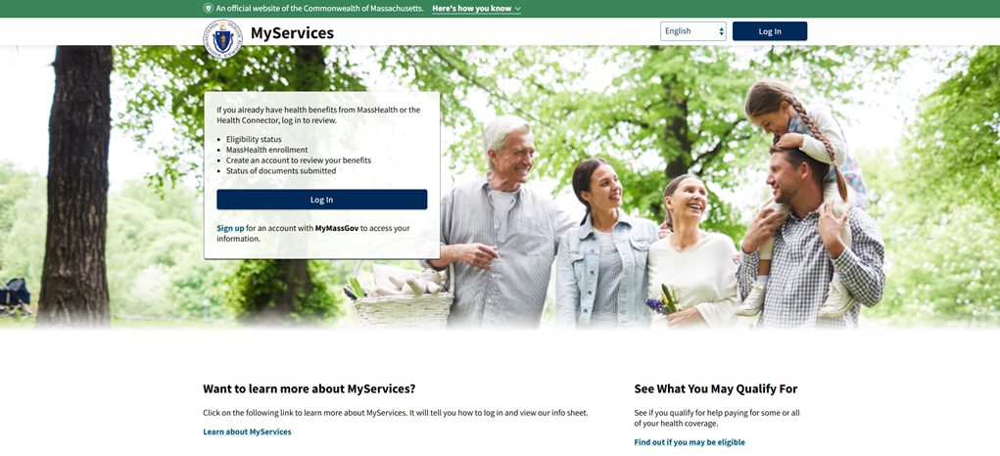 An official website of the Commonwealth of Massachusetts. Here's how you know
MyServices
English
Log In
If you already have health benefits from MassHealth or the
Health Connector, log in to review.
• Eligibility status
• MassHealth enrollment
• Create an account to review your benefits
• Status of documents submitted
Log In
Sign up for an account with MyMassGov to access your
information.
Want to learn more about MyServices?
Click on the following link to learn more about MyServices. It will tell you how to log in and view our info sheet.
Learn about MyServices
See What You May Qualify For
See if you qualify for help paying for some or all
of your health coverage.
Find out if you may be eligible